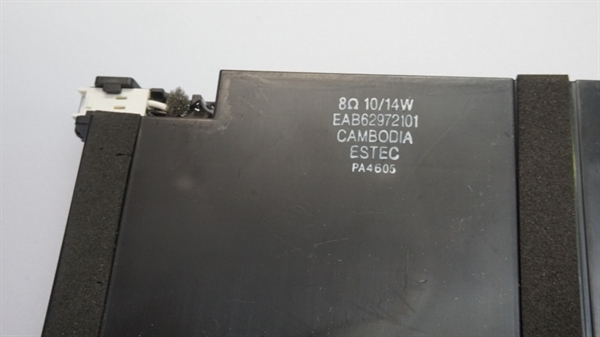 8Ω 10/14W
EAB62972101
CAMBODIA
ESTEC
PA4605